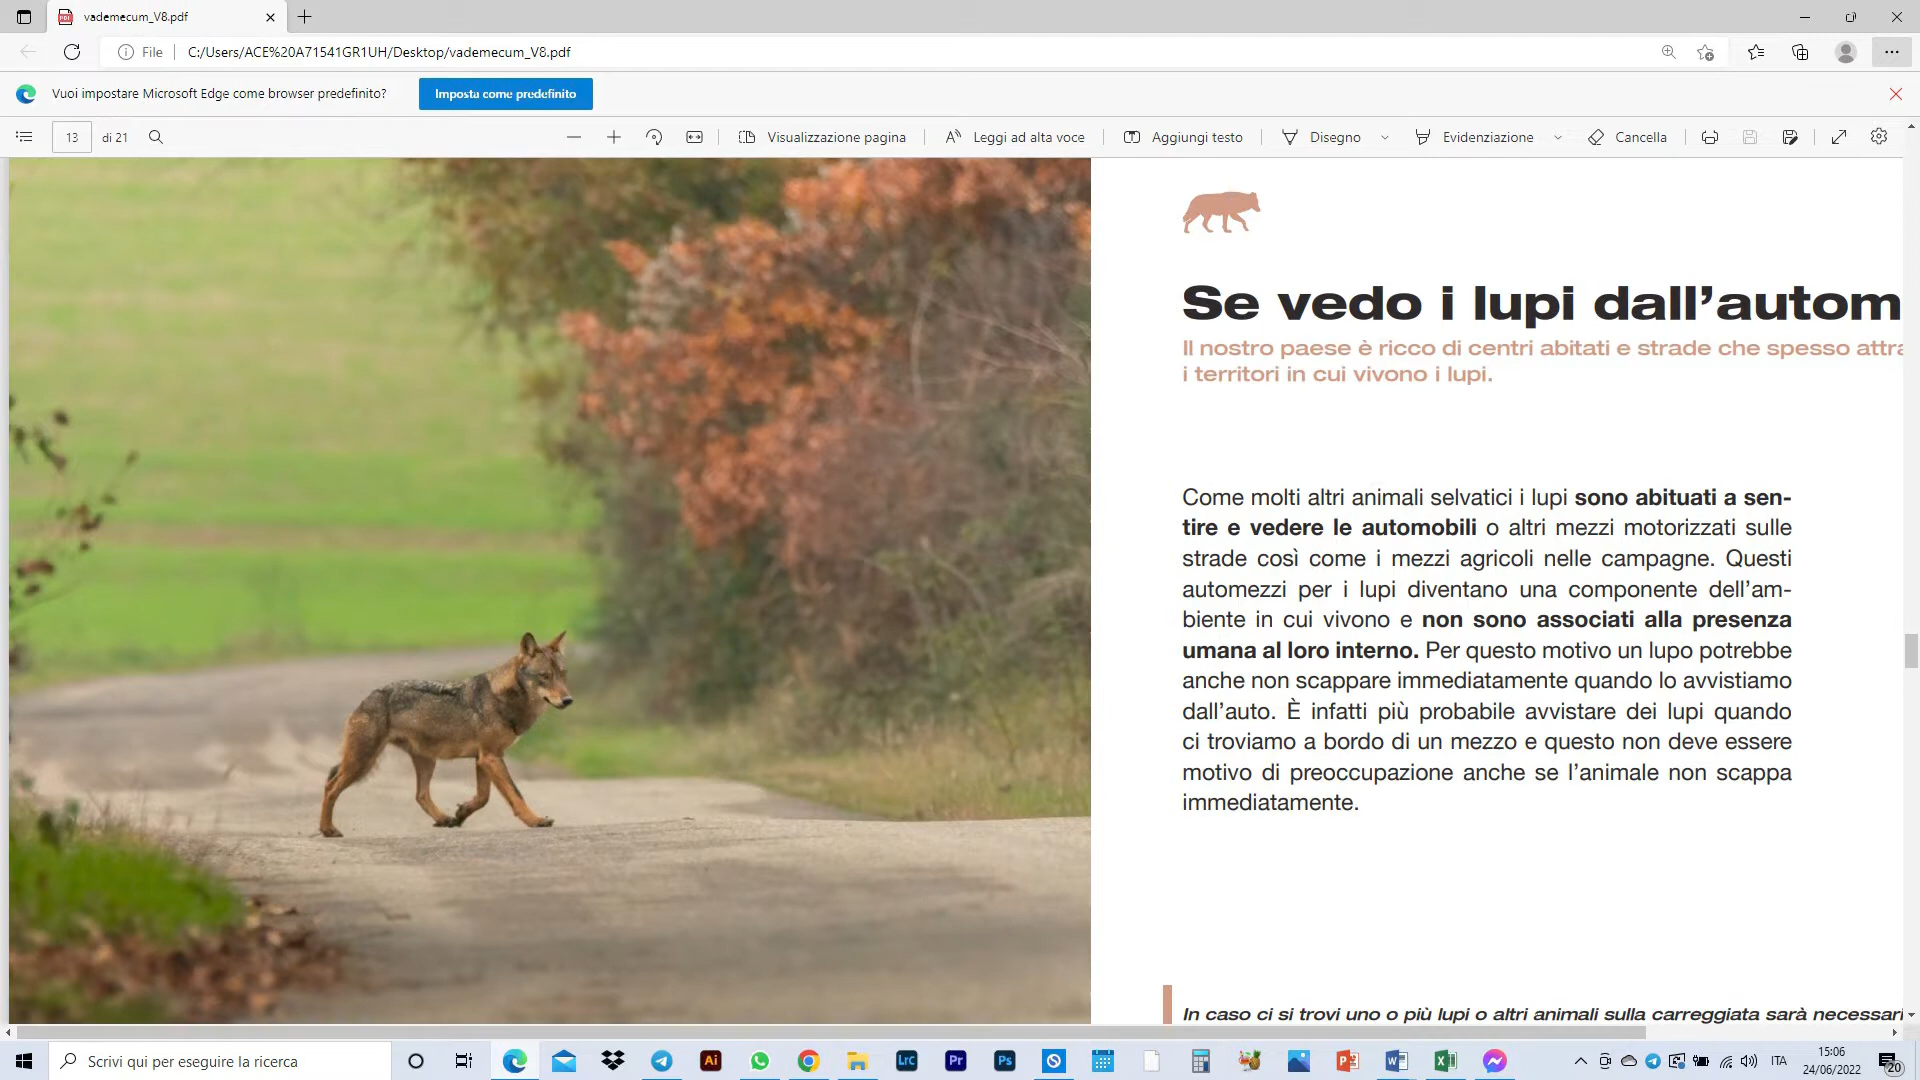 vademecum_V8.pdf
File
C:/Users/ACE%20A71541GR1UH/Desktop/vademecum_V8.pdf
Vuoi impostare Microsoft Edge come browser predefinito?
Imposta come predefinito
13 di 21
Visualizzazione pagina
Leggi ad alta voce
Aggiungi testo
Disegno
Evidenziazione
Cancella
Se vedo i lupi dall’autom
Il nostro paese è ricco di centri abitati e strade che spesso attra
i territori in cui vivono i lupi.
Come molti altri animali selvatici i lupi sono abituati a sen-
tire e vedere le automobili o altri mezzi motorizzati sulle
strade così come i mezzi agricoli nelle campagne. Questi
automezzi per i lupi diventano una componente dell’am-
biente in cui vivono e non sono associati alla presenza
umana al loro interno. Per questo motivo un lupo potrebbe
anche non scappare immediatamente quando lo avvistiamo
dall’auto. È infatti più probabile avvistare dei lupi quando
ci troviamo a bordo di un mezzo e questo non deve essere
motivo di preoccupazione anche se l’animale non scappa
immediatamente.
In caso ci si trovi uno o più lupi o altri animali sulla carreggiata sarà necessari
Scrivi qui per eseguire la ricerca
Ai
Lrc
Pr
Ps
ITA
15:06
24/06/2022
20